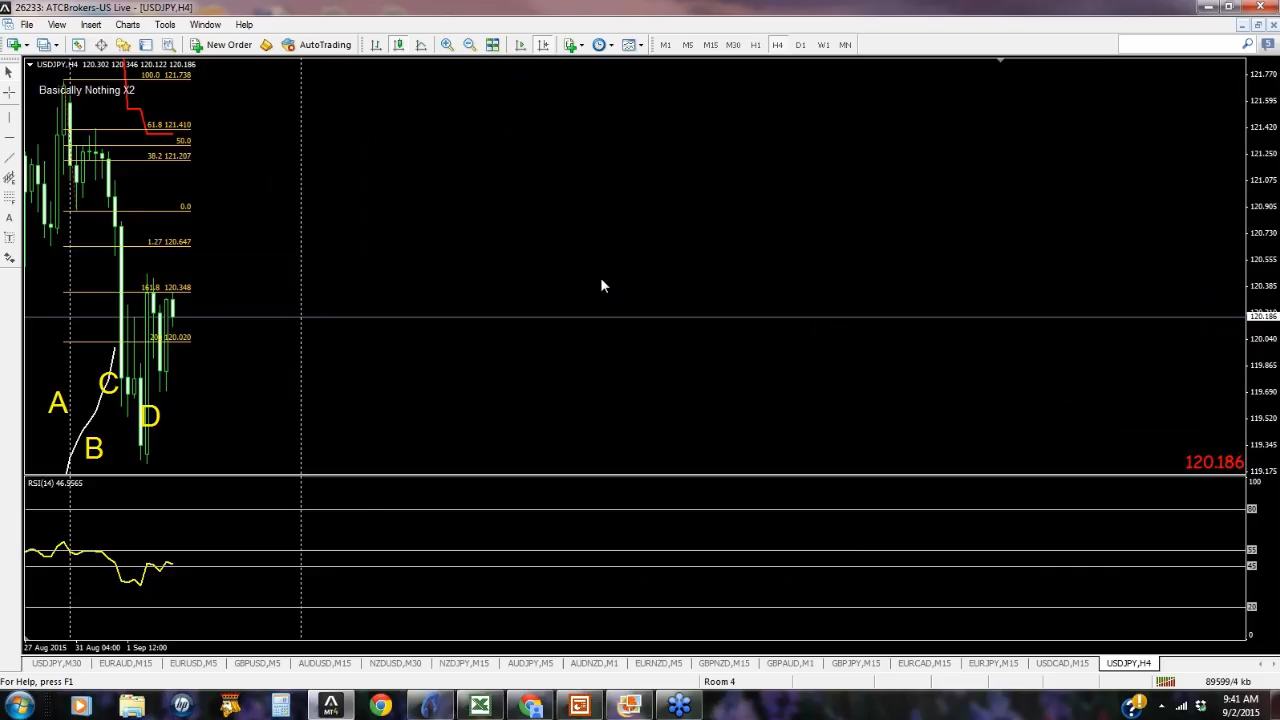 26233: ATCBrokers-US Live - [USDJPY,H4]
File View Insert Charts Tools Window Help
New Order AutoTrading M1 M5 M15 M30 H1 H4 D1 W1 MN 5
USDJPY,H4 120.302 120.346 120.122 120.186
Basically Nothing X2
100.0 121.738
61.8 121.410
50.0
38.2 121.207
0.0
1.27 120.647
161.8 120.348
200 120.020
A
B
C
D
121.770
121.595
121.420
121.250
121.075
120.905
120.730
120.555
120.385
120.186
120.040
119.865
119.690
119.520
119.345
119.175
120.186
RSI(14) 46.9565
100
80
55
45
20
0
27 Aug 2015 31 Aug 04:00 1 Sep 12:00
USDJPY,M30 EURAUD,M15 EURUSD,M5 GBPUSD,M5 AUDUSD,M15 NZDUSD,M30 NZDJPY,M15 AUDJPY,M5 AUDNZD,M1 EURNZD,M5 GBPNZD,M15 GBPAUD,M1 GBPJPY,M15 EURCAD,M15 EURJPY,M15 USDCAD,M15 USDJPY,H4
For Help, press F1 Room 4 89599/4 kb
9:41 AM
9/2/2015